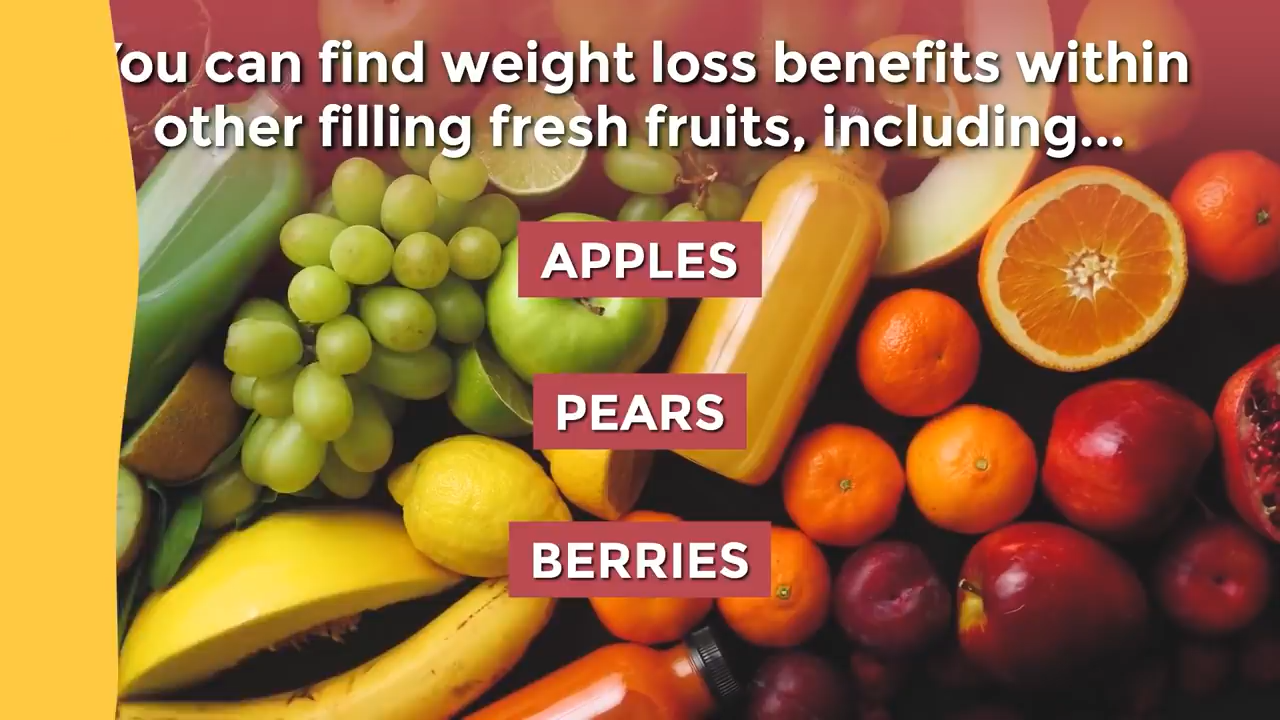 You can find weight loss benefits within
other filling fresh fruits, including...
APPLES
PEARS
BERRIES